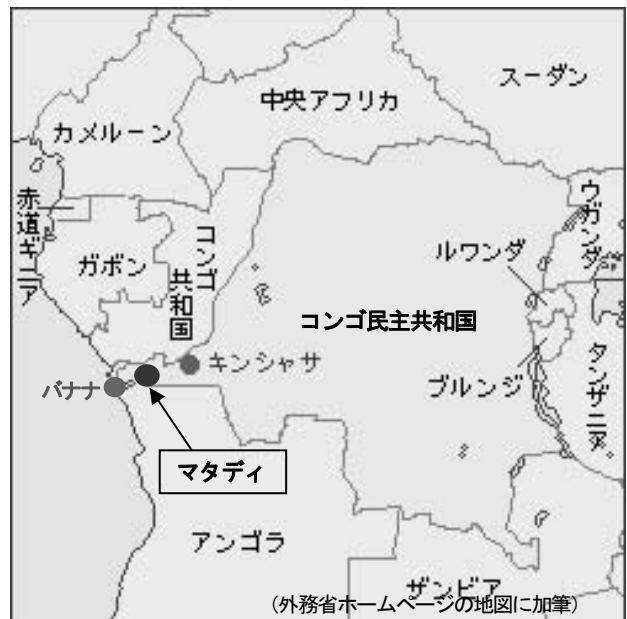 スーダン
中央アフリカ
カメルーン
赤道ギニア
ガボン
コンゴ
共和国
ウガンダ
ルワンダ
コンゴ民主共和国
キンシャサ
バナナ
ブルンジ
タンザニア
マタディ
アンゴラ
ザンビア
（外務省ホームページの地図に加筆）